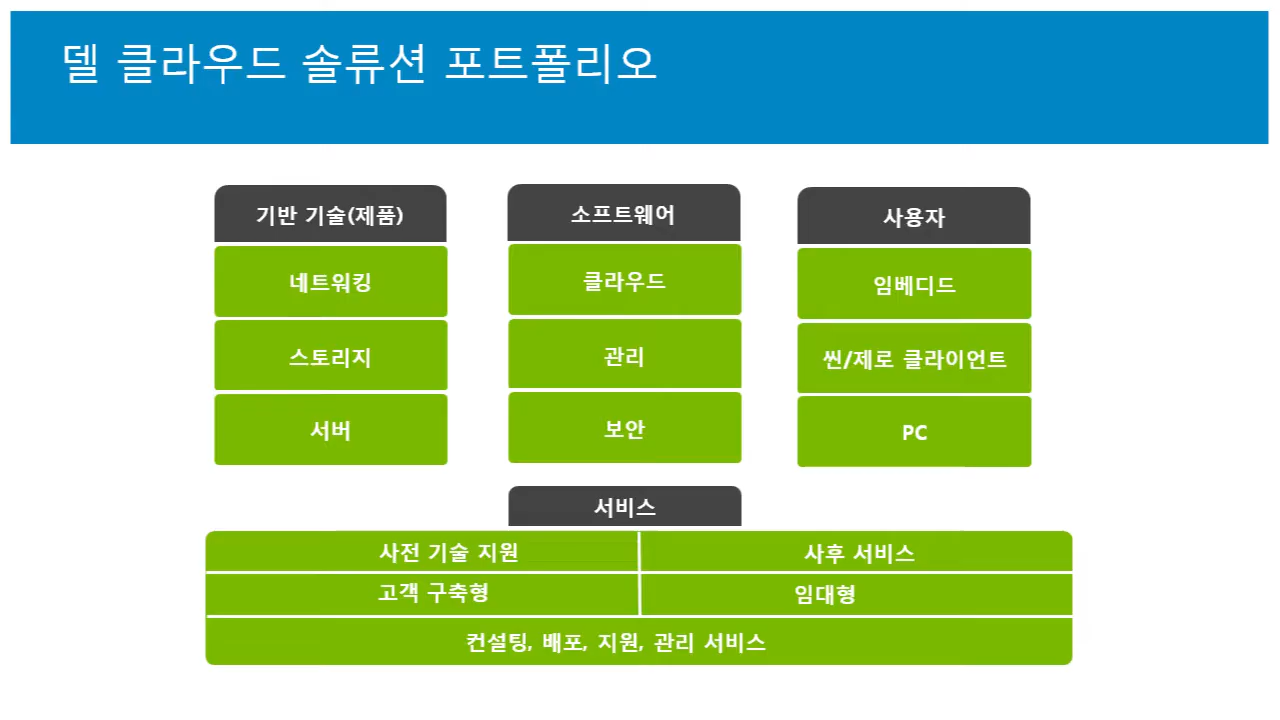 델 클라우드 솔류션 포트폴리오
기반 기술(제품)
네트워킹
스토리지
서버
소프트웨어
클라우드
관리
보안
사용자
임베디드
씬/제로 클라이언트
PC
서비스
사전 기술 지원
사후 서비스
고객 구축형
임대형
컨설팅, 배포, 지원, 관리 서비스